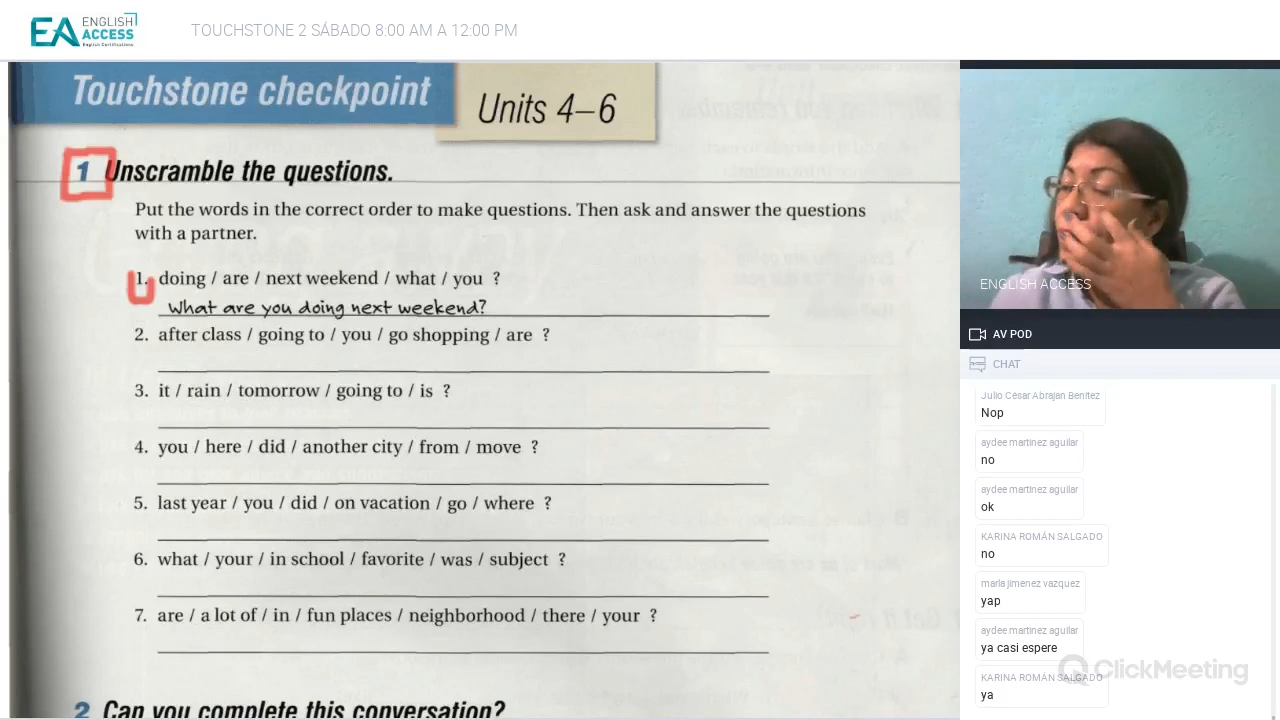 EA ENGLISH
ACCESS
English Certifications
TOUCHSTONE 2 SÁBADO 8:00 AM A 12:00 PM
Touchstone checkpoint
Units 4–6
1 Unscramble the questions.
Put the words in the correct order to make questions. Then ask and answer the questions
with a partner.
1. doing / are / next weekend / what / you ?
What are you doing next weekend?
2. after class / going to / you / go shopping / are ?
3. it / rain / tomorrow / going to / is ?
4. you / here / did / another city / from / move ?
5. last year / you / did / on vacation / go / where ?
6. what / your / in school / favorite / was / subject ?
7. are / a lot of / in / fun places / neighborhood / there / your ?
2 Can you complete this conversation?
ENGLISH ACCESS
AV POD
CHAT
Julio César Abrajan Benítez
Nop
aydee martinez aguilar
no
aydee martinez aguilar
ok
KARINA ROMÁN SALGADO
no
marla jimenez vazquez
yap
aydee martinez aguilar
ya casi espere
KARINA ROMÁN SALGADO
ya
ClickMeeting